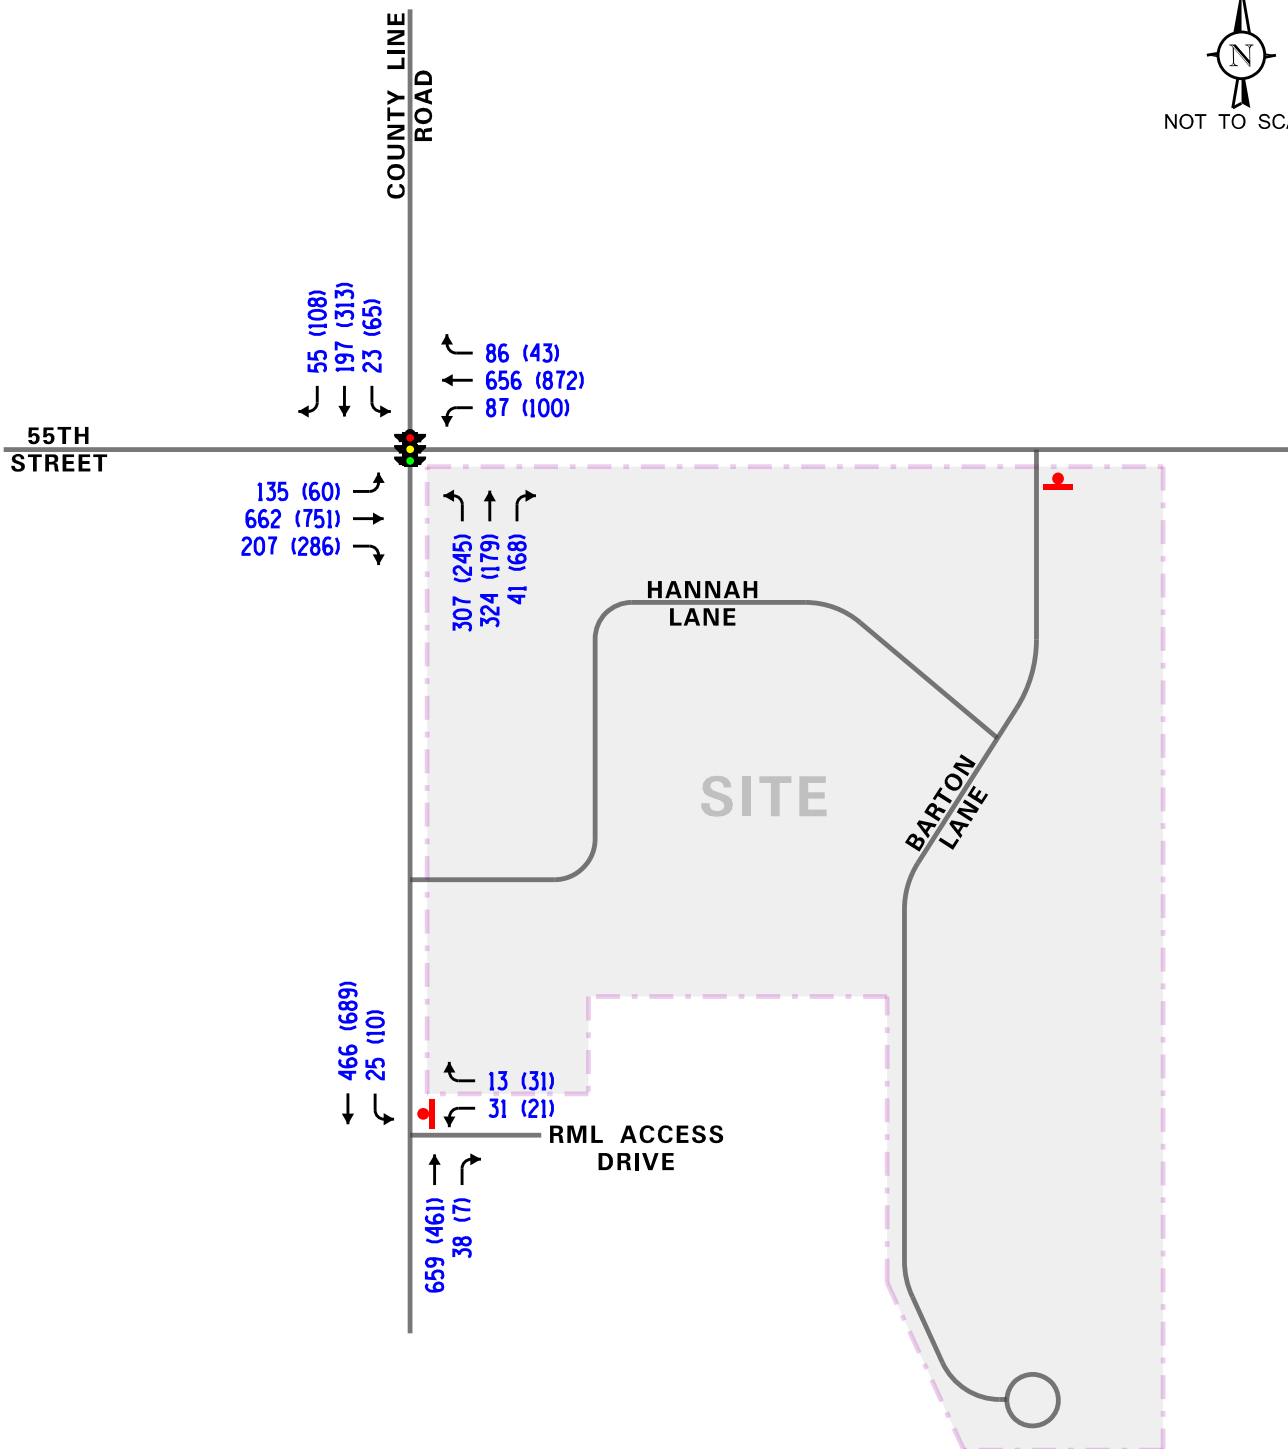 COUNTY LINE
ROAD
N
NOT TO SCA
55 (108)
197 (313)
23 (65)
86 (43)
656 (872)
87 (100)
55TH
STREET
135 (60)
662 (751)
207 (286)
307 (245)
324 (179)
41 (68)
HANNAH
LANE
SITE
BARTON
LANE
466 (689)
25 (10)
13 (31)
31 (21)
RML ACCESS
DRIVE
659 (461)
38 (7)